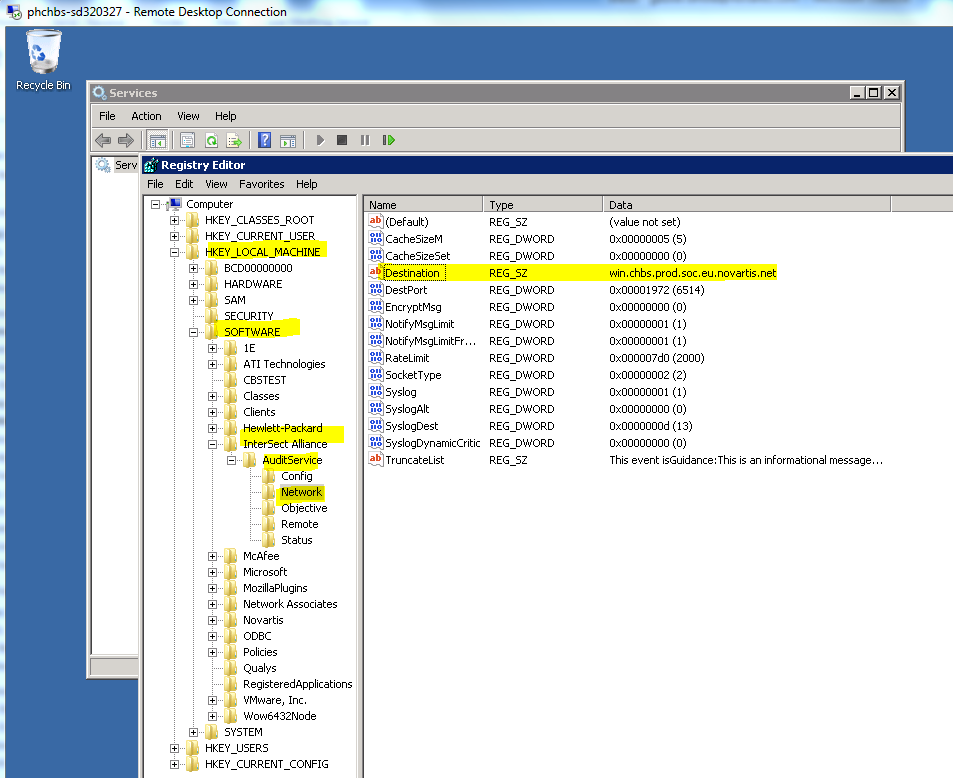 phchbs-sd320327 - Remote Desktop Connection
Recycle Bin
Services
File Action View Help
Serv
Registry Editor
File Edit View Favorites Help
Computer
HKEY_CLASSES_ROOT
HKEY_CURRENT_USER
HKEY_LOCAL_MACHINE
BCD00000000
HARDWARE
SAM
SECURITY
SOFTWARE
1E
ATI Technologies
CBSTEST
Classes
Clients
Hewlett-Packard
InterSect Alliance
AuditService
Config
Network
Objective
Remote
Status
McAfee
Microsoft
MozillaPlugins
Network Associates
Novartis
ODBC
Policies
Qualys
RegisteredApplications
VMware, Inc.
Wow6432Node
SYSTEM
HKEY_USERS
HKEY_CURRENT_CONFIG
Name Type Data
(Default) REG_SZ (value not set)
CacheSizeM REG_DWORD 0x00000005 (5)
CacheSizeSet REG_DWORD 0x00000000 (0)
Destination REG_SZ win.chbs.prod.soc.eu.novartis.net
DestPort REG_DWORD 0x00001972 (6514)
EncryptMsg REG_DWORD 0x00000000 (0)
NotifyMsgLimit REG_DWORD 0x00000001 (1)
NotifyMsgLimitFr... REG_DWORD 0x00000001 (1)
RateLimit REG_DWORD 0x000007d0 (2000)
SocketType REG_DWORD 0x00000002 (2)
Syslog REG_DWORD 0x00000001 (1)
SyslogAlt REG_DWORD 0x00000000 (0)
SyslogDest REG_DWORD 0x0000000d (13)
SyslogDynamicCritic REG_DWORD 0x00000000 (0)
TruncateList REG_SZ This event isGuidance:This is an informational message...